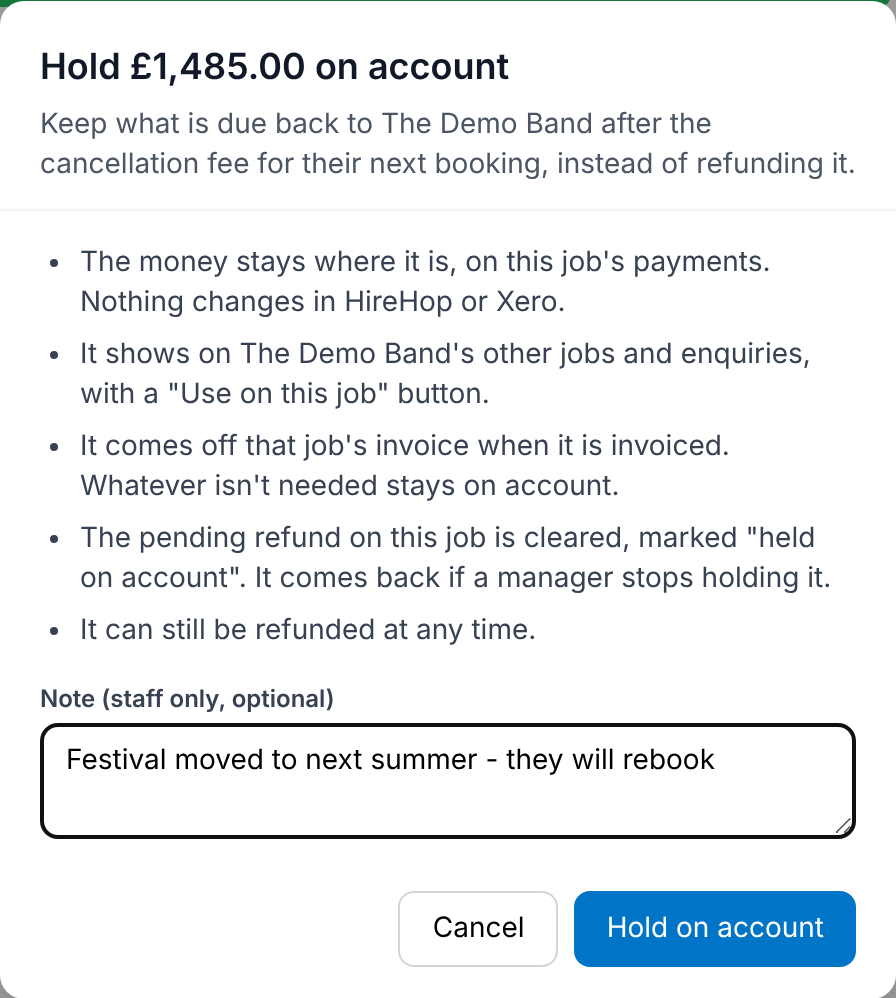 Hold £1,485.00 on account
Keep what is due back to The Demo Band after the
cancellation fee for their next booking, instead of refunding it.
• The money stays where it is, on this job's payments.
Nothing changes in HireHop or Xero.
• It shows on The Demo Band's other jobs and enquiries,
with a "Use on this job" button.
• It comes off that job's invoice when it is invoiced.
Whatever isn't needed stays on account.
• The pending refund on this job is cleared, marked "held
on account". It comes back if a manager stops holding it.
• It can still be refunded at any time.
Note (staff only, optional)
Festival moved to next summer - they will rebook
Cancel Hold on account